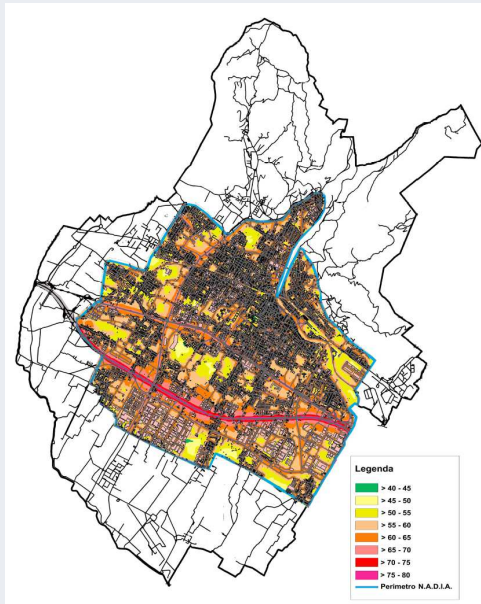 Legenda
> 40 - 45
> 45 - 50
> 50 - 55
> 55 - 60
> 60 - 65
> 65 - 70
> 70 - 75
> 75 - 80
Perimetro N.A.D.I.A.